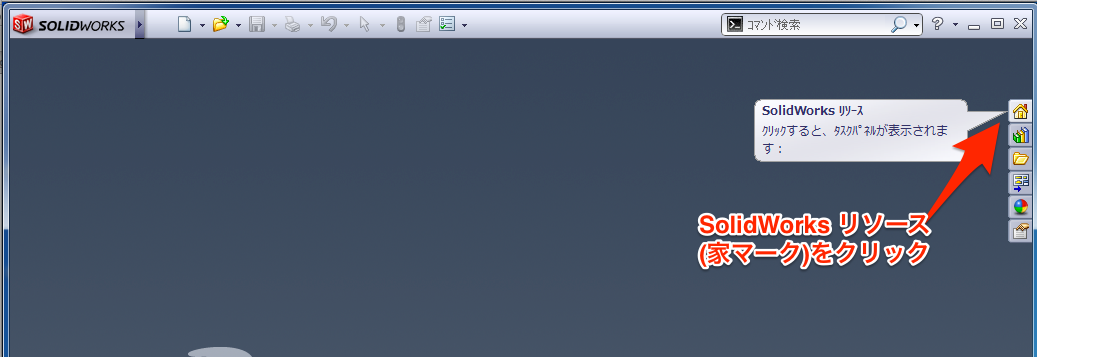 SW SOLIDWORKS
コマンド検索
SolidWorks ﾘｿｰｽ
ｸﾘｯｸすると、ﾀｽｸﾊﾟﾈﾙが表示されま
す：
SolidWorks リソース
(家マーク)をクリック